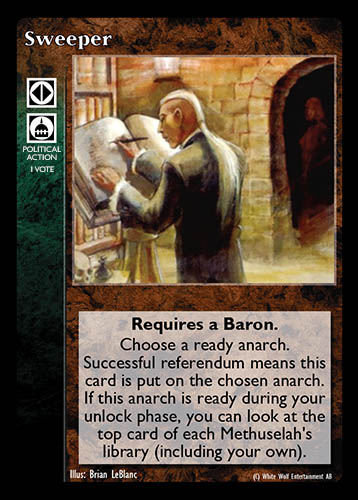 Sweeper
POLITICAL
ACTION
1 VOTE
Requires a Baron.
Choose a ready anarch.
Successful referendum means this
card is put on the chosen anarch.
If this anarch is ready during your
unlock phase, you can look at the
top card of each Methuselah's
library (including your own).
Illus: Brian LeBlanc
(C) White Wolf Entertainment AB